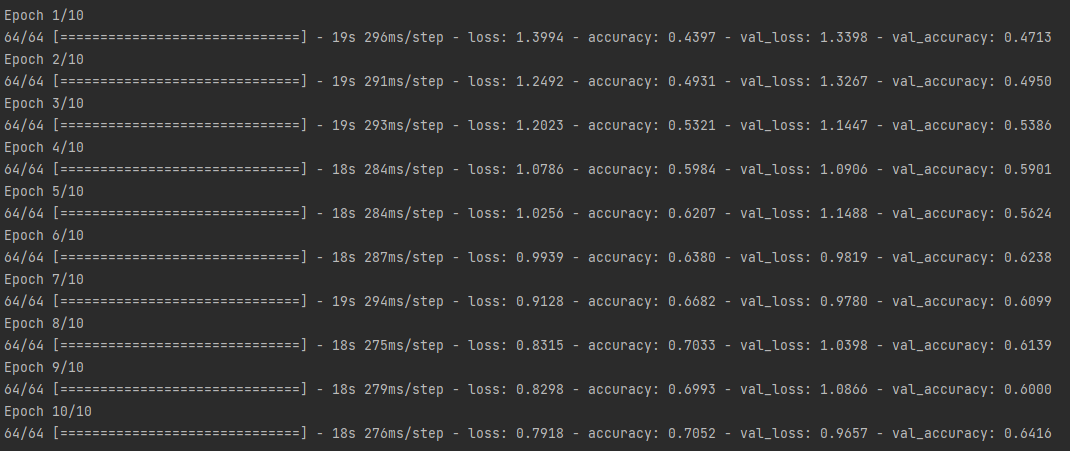 Epoch 1/10
64/64 [==============================] - 19s 296ms/step - loss: 1.3994 - accuracy: 0.4397 - val_loss: 1.3398 - val_accuracy: 0.4713
Epoch 2/10
64/64 [==============================] - 19s 291ms/step - loss: 1.2492 - accuracy: 0.4931 - val_loss: 1.3267 - val_accuracy: 0.4950
Epoch 3/10
64/64 [==============================] - 19s 293ms/step - loss: 1.2023 - accuracy: 0.5321 - val_loss: 1.1447 - val_accuracy: 0.5386
Epoch 4/10
64/64 [==============================] - 18s 284ms/step - loss: 1.0786 - accuracy: 0.5984 - val_loss: 1.0906 - val_accuracy: 0.5901
Epoch 5/10
64/64 [==============================] - 18s 284ms/step - loss: 1.0256 - accuracy: 0.6207 - val_loss: 1.1488 - val_accuracy: 0.5624
Epoch 6/10
64/64 [==============================] - 18s 287ms/step - loss: 0.9939 - accuracy: 0.6380 - val_loss: 0.9819 - val_accuracy: 0.6238
Epoch 7/10
64/64 [==============================] - 19s 294ms/step - loss: 0.9128 - accuracy: 0.6682 - val_loss: 0.9780 - val_accuracy: 0.6099
Epoch 8/10
64/64 [==============================] - 18s 275ms/step - loss: 0.8315 - accuracy: 0.7033 - val_loss: 1.0398 - val_accuracy: 0.6139
Epoch 9/10
64/64 [==============================] - 18s 279ms/step - loss: 0.8298 - accuracy: 0.6993 - val_loss: 1.0866 - val_accuracy: 0.6000
Epoch 10/10
64/64 [==============================] - 18s 276ms/step - loss: 0.7918 - accuracy: 0.7052 - val_loss: 0.9657 - val_accuracy: 0.6416